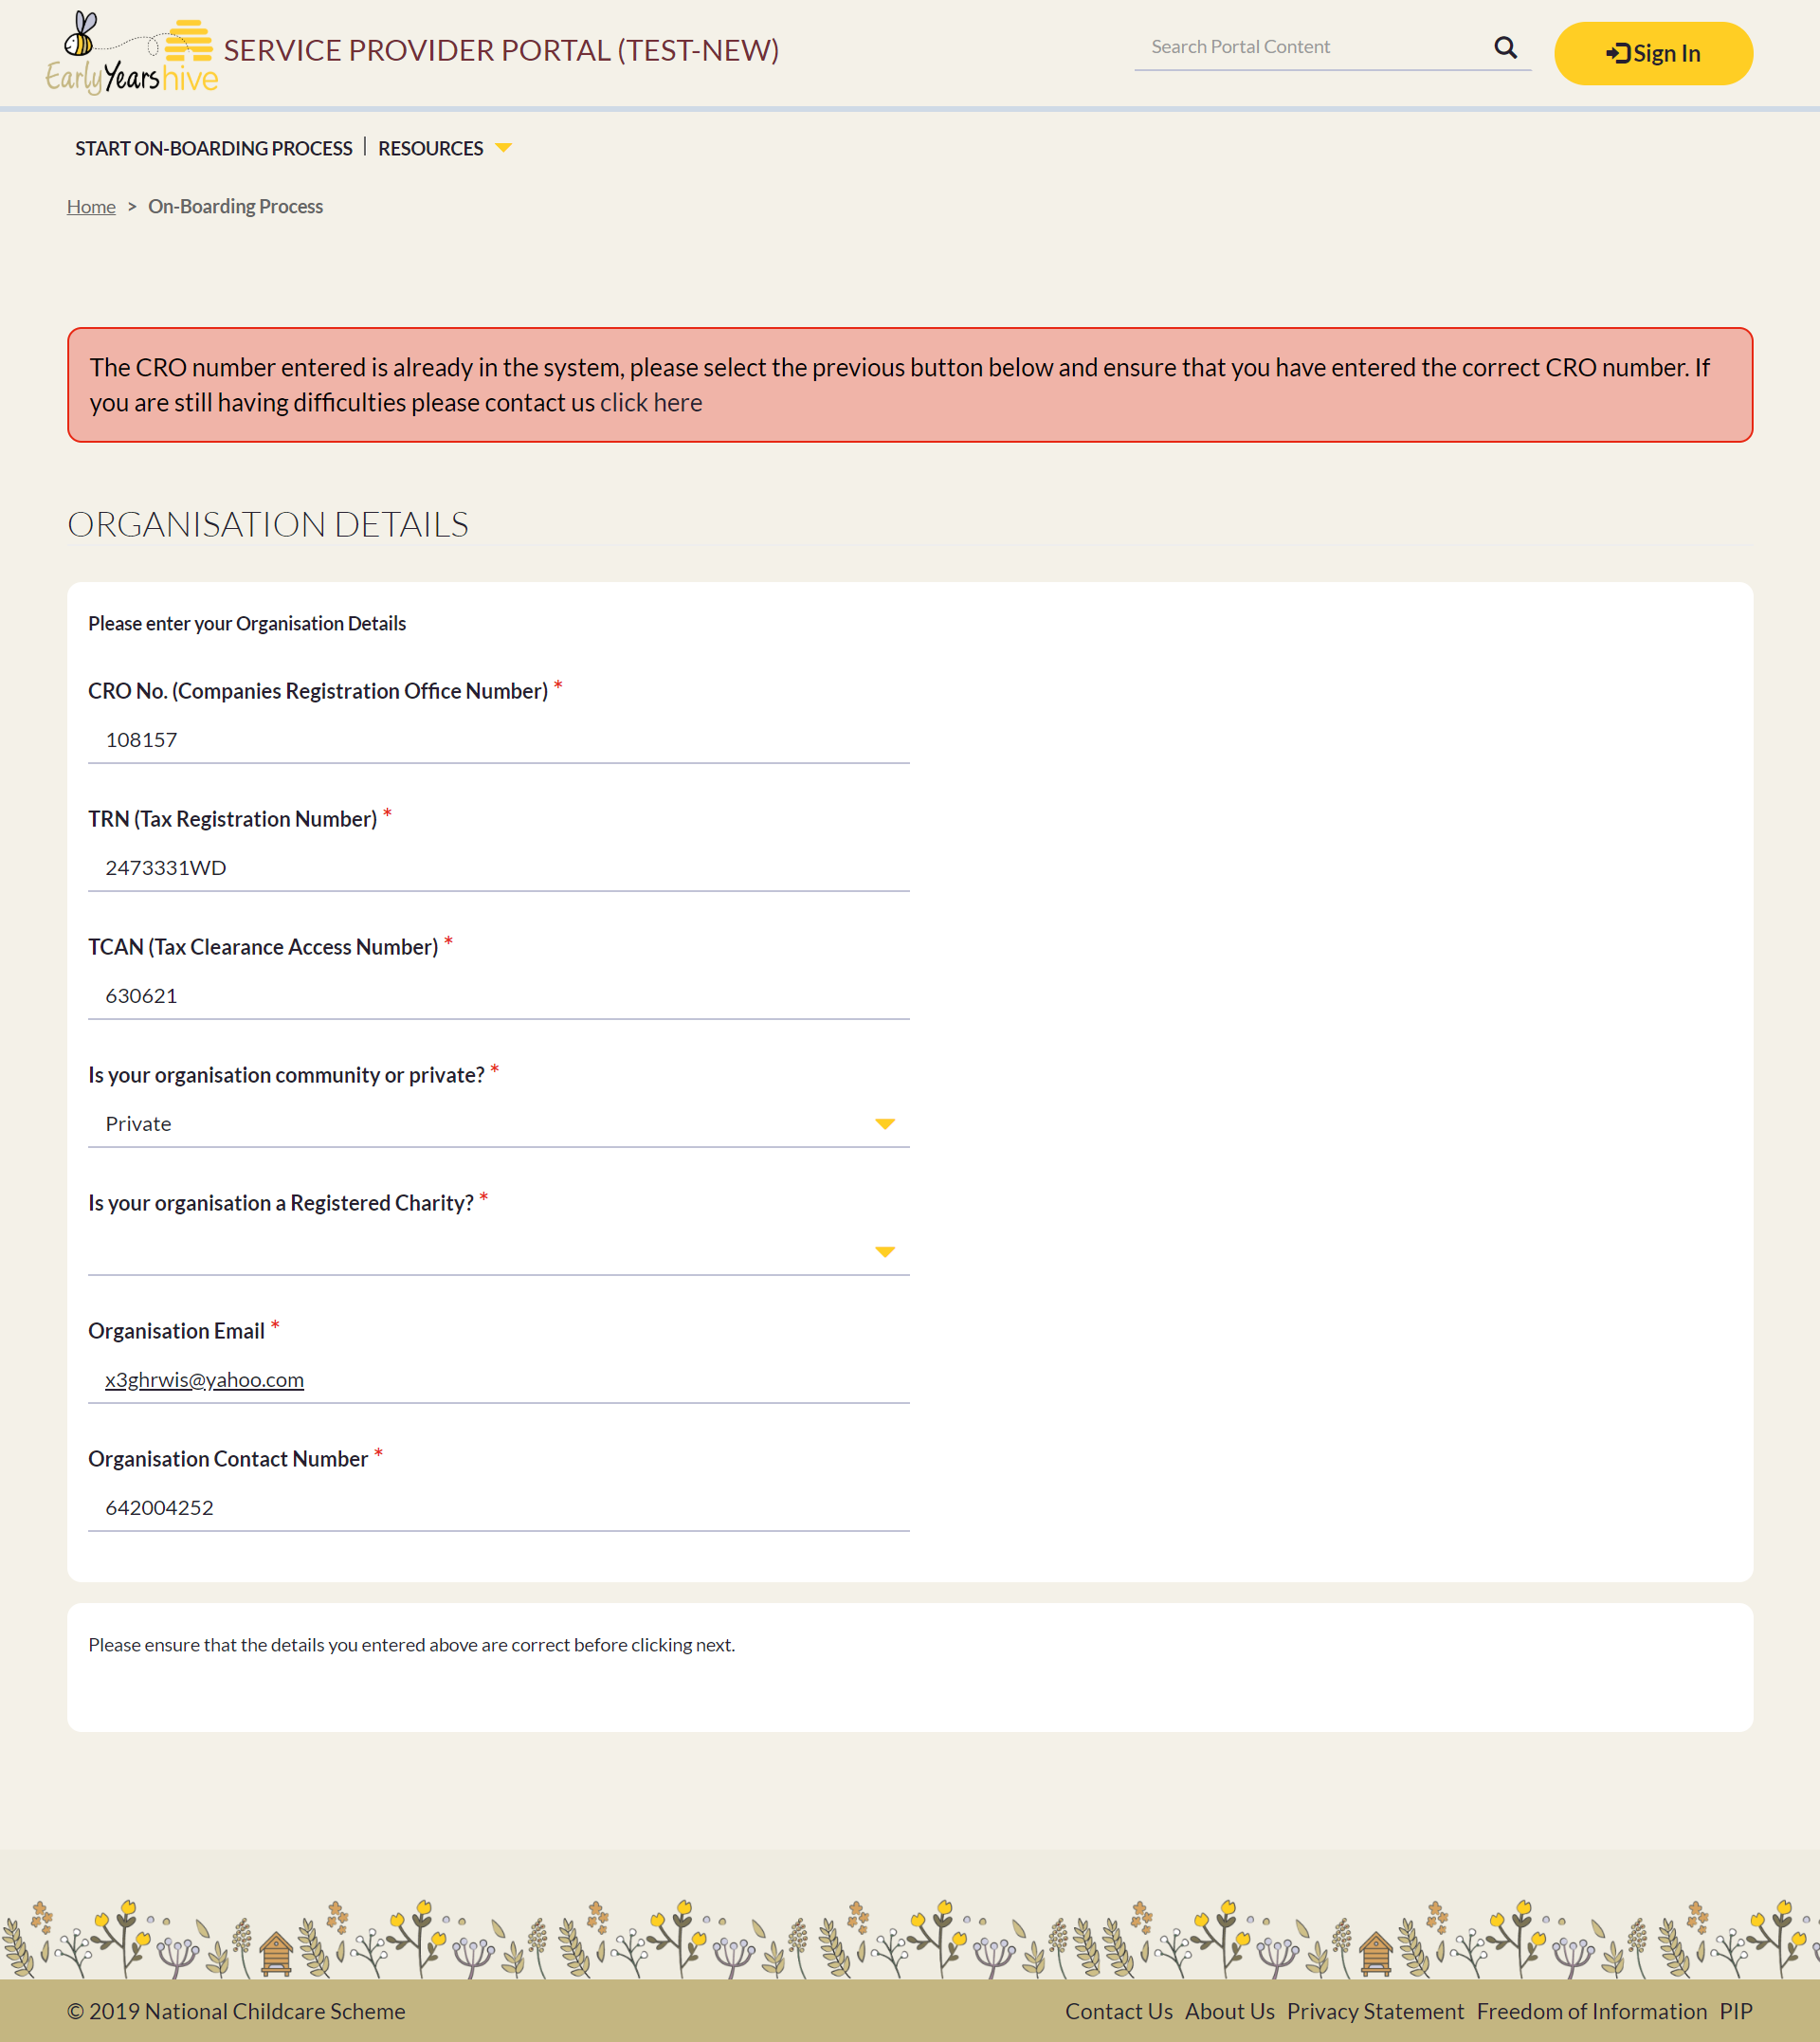 Early Years hive
SERVICE PROVIDER PORTAL (TEST-NEW)
Search Portal Content
Sign In
START ON-BOARDING PROCESS
RESOURCES
Home > On-Boarding Process
The CRO number entered is already in the system, please select the previous button below and ensure that you have entered the correct CRO number. If
you are still having difficulties please contact us click here
ORGANISATION DETAILS
Please enter your Organisation Details
CRO No. (Companies Registration Office Number) *
108157
TRN (Tax Registration Number) *
2473331WD
TCAN (Tax Clearance Access Number) *
630621
Is your organisation community or private? *
Private
Is your organisation a Registered Charity? *
Organisation Email *
x3ghrwis@yahoo.com
Organisation Contact Number *
642004252
Please ensure that the details you entered above are correct before clicking next.
© 2019 National Childcare Scheme
Contact Us About Us Privacy Statement Freedom of Information PIP